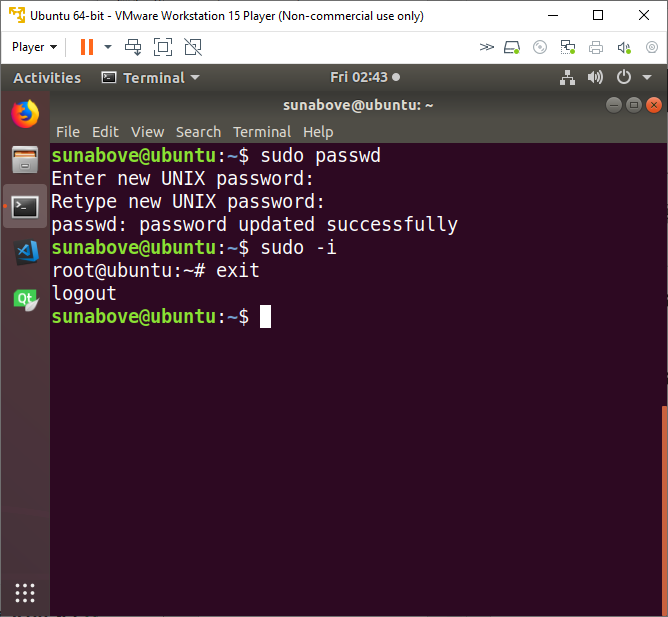 Ubuntu 64-bit - VMware Workstation 15 Player (Non-commercial use only)
Player
Activities Terminal Fri 02:43
sunabove@ubuntu: ~
File Edit View Search Terminal Help
sunabove@ubuntu:~$ sudo passwd
Enter new UNIX password:
Retype new UNIX password:
passwd: password updated successfully
sunabove@ubuntu:~$ sudo -i
root@ubuntu:~# exit
logout
sunabove@ubuntu:~$
Qt